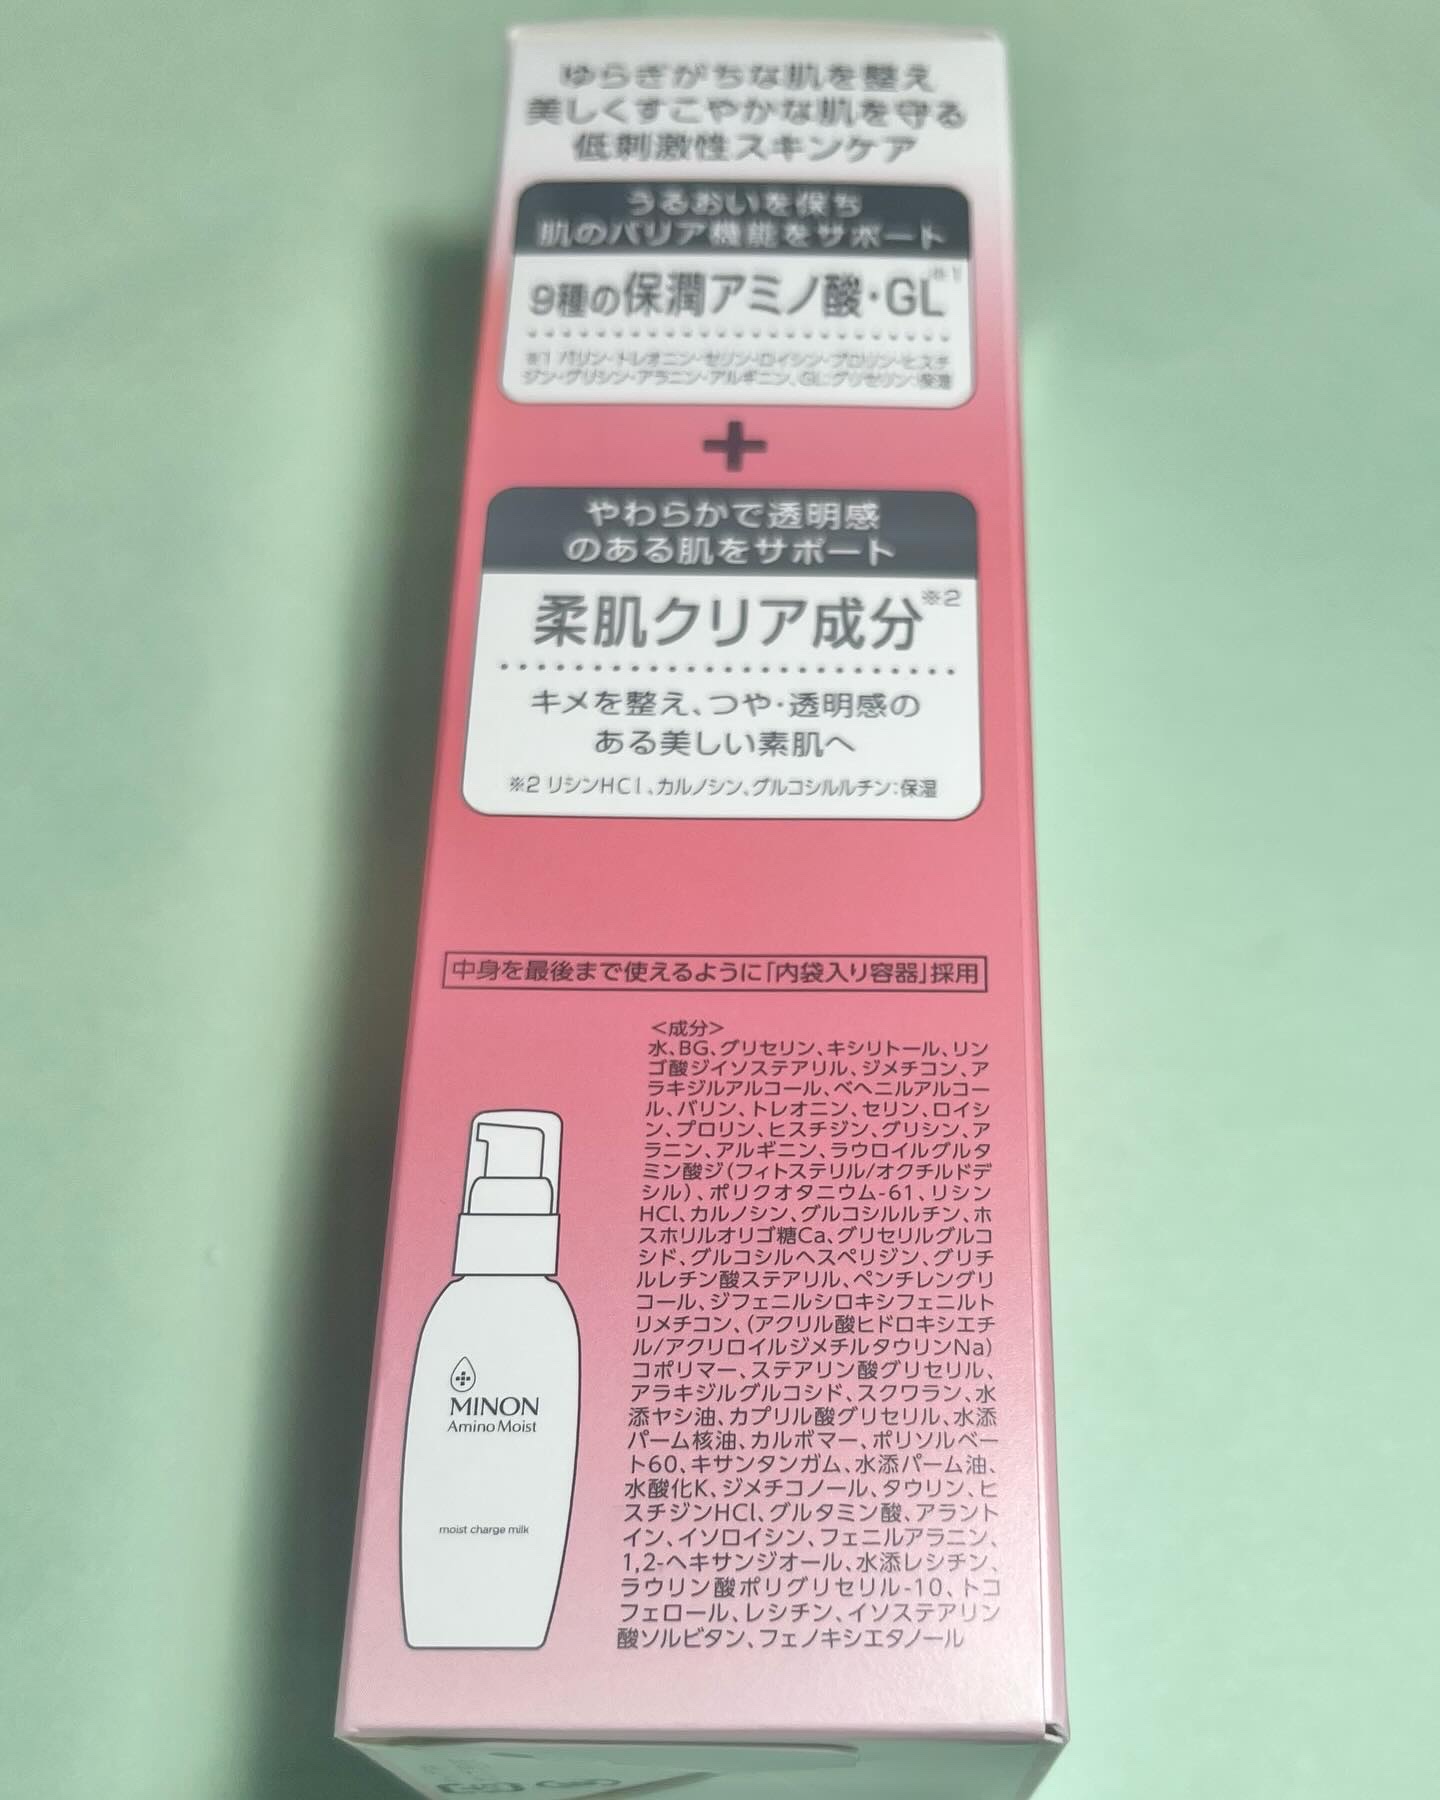 ゆらぎがちな肌を整え
美しくすこやかな肌を守る
低刺激性スキンケア
うるおいを保ち
肌のバリア機能をサポート
9種の保潤アミノ酸・GL※1
※1 バリン・トレオニン・セリン・ロイシン・プロリン・ヒスチ
ジン・グリシン・アラニン・アルギニン、GL:グリセリン:保湿
+
やわらかで透明感
のある肌をサポート
柔肌クリア成分※2
キメを整え、つや・透明感の
ある美しい素肌へ
※2 リシンHCl、カルノシン、グルコシルルチン:保湿
中身を最後まで使えるように「内袋入り容器」採用
<成分>
水、BG、グリセリン、キシリトール、リン
ゴ酸ジイソステアリル、ジメチコン、ア
ラキジルアルコール、ベヘニルアルコー
ル、バリン、トレオニン、セリン、ロイシ
ン、プロリン、ヒスチジン、グリシン、ア
ラニン、アルギニン、ラウロイルグルタ
ミン酸ジ(フィトステリル/オクチルドデ
シル)、ポリクオタニウム-61、リシン
HCl、カルノシン、グルコシルルチン、ホ
スホリルオリゴ糖Ca、グリセリルグルコ
シド、グルコシルヘスペリジン、グリチ
ルレチン酸ステアリル、ペンチレングリ
コール、ジフェニルシロキシフェニルト
リメチコン、(アクリル酸ヒドロキシエチ
ル/アクリロイルジメチルタウリンNa)
コポリマー、ステアリン酸グリセリル、
アラキジルグルコシド、スクワラン、水
添ヤシ油、カプリル酸グリセリル、水添
パーム核油、カルボマー、ポリソルベー
ト60、キサンタンガム、水添パーム油、
水酸化K、ジメチコノール、タウリン、ヒ
スチジンHCl、グルタミン酸、アラント
イン、イソロイシン、フェニルアラニン、
1,2-ヘキサンジオール、水添レシチン、
ラウリン酸ポリグリセリル-10、トコ
フェロール、レシチン、イソステアリン
酸ソルビタン、フェノキシエタノール
MINON
Amino Moist
moist charge milk